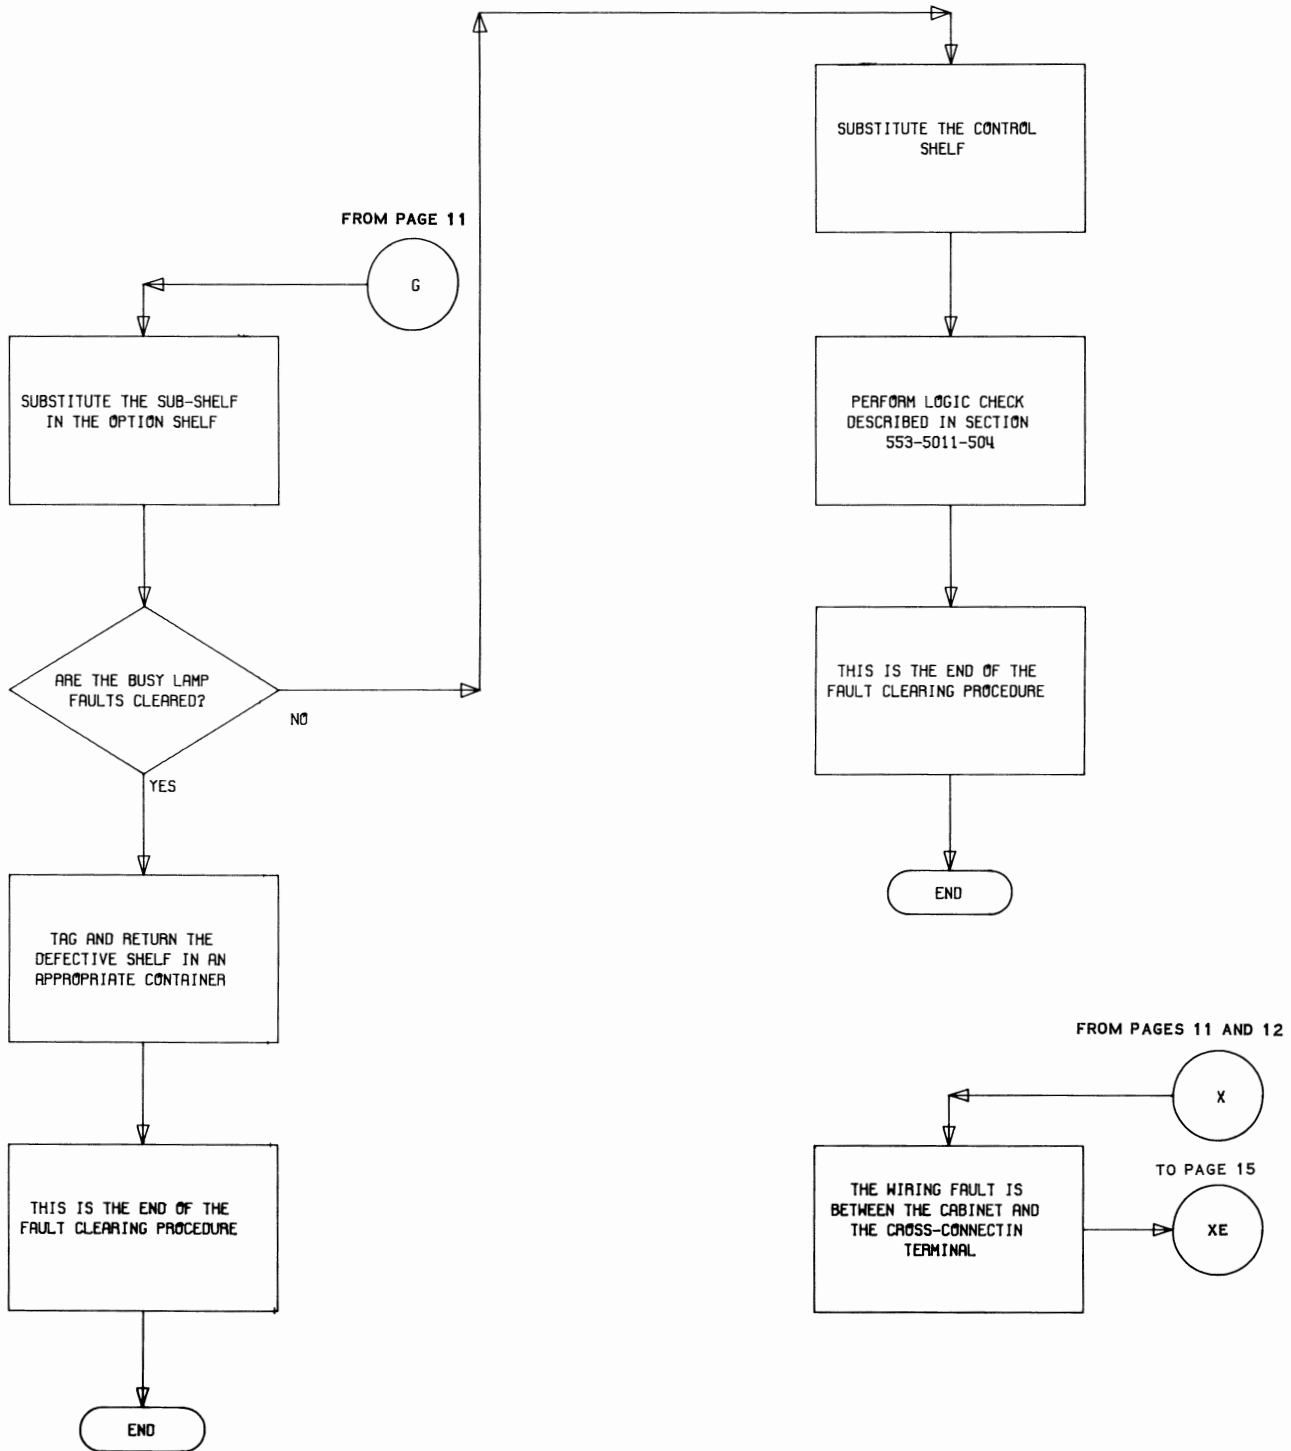 FROM PAGE 11
G
SUBSTITUTE THE SUB-SHELF
IN THE OPTION SHELF
ARE THE BUSY LAMP
FAULTS CLEARED?
NO
YES
TAG AND RETURN THE
DEFECTIVE SHELF IN AN
APPROPRIATE CONTAINER
THIS IS THE END OF THE
FAULT CLEARING PROCEDURE
END
SUBSTITUTE THE CONTROL
SHELF
PERFORM LOGIC CHECK
DESCRIBED IN SECTION
553-5011-504
THIS IS THE END OF THE
FAULT CLEARING PROCEDURE
END
FROM PAGES 11 AND 12
X
THE WIRING FAULT IS
BETWEEN THE CABINET AND
THE CROSS-CONNECTIN
TERMINAL
TO PAGE 15
XE